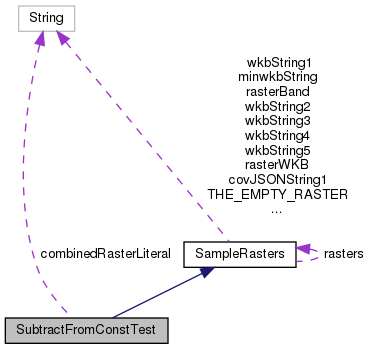 String
wkbString1
minwkbString
rasterBand
wkbString2
wkbString3
wkbString4
wkbString5
rasterWKB
covJSONString1
THE_EMPTY_RASTER
...
combinedRasterLiteral
SampleRasters
rasters
SubtractFromConstTest